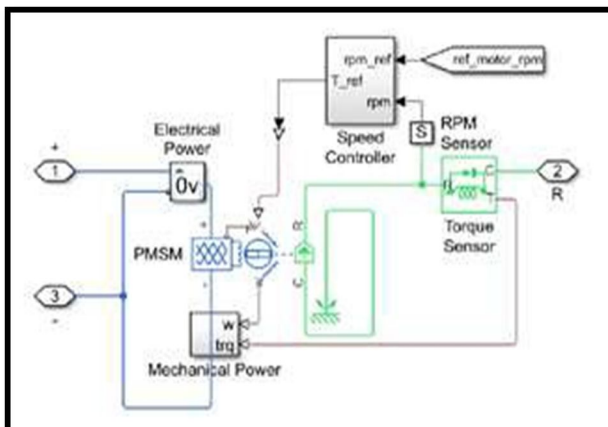 rpm_ref
ref_motor_rpm
T_ref
rpm
Speed
Controller
S
RPM
Sensor
Electrical
Power
+
1
0v
2
R
C
T
Torque
Sensor
+
PMSM
R
C
-
3
-
w
trq
Mechanical Power